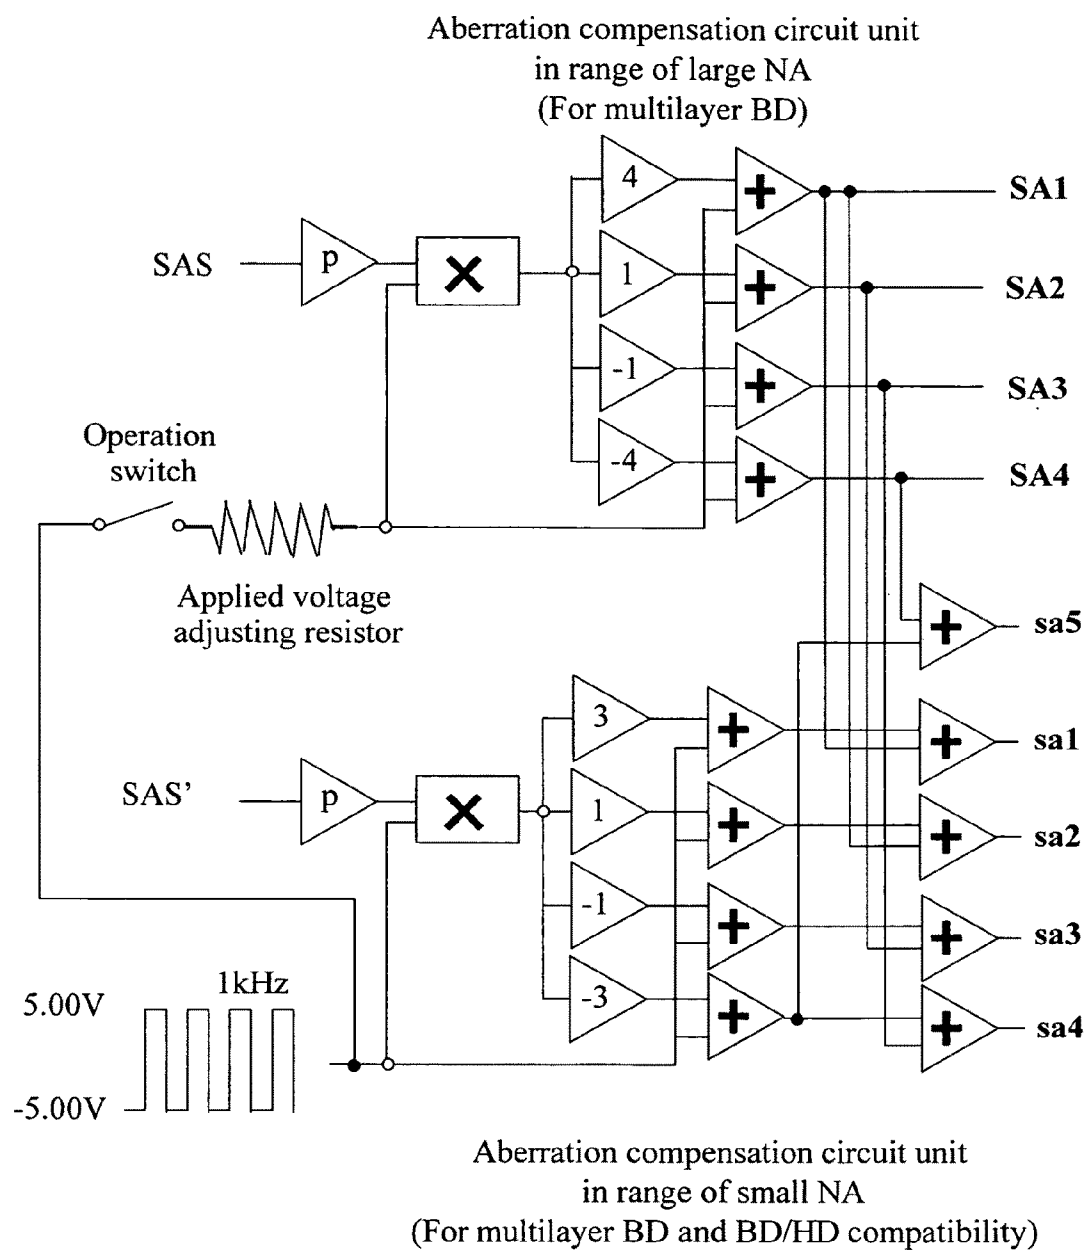 Aberration compensation circuit unit
in range of large NA
(For multilayer BD)
4
+
SA1
SAS
p
×
1
+
SA2
-1
+
SA3
-4
+
SA4
Operation
switch
Applied voltage
adjusting resistor
+
sa5
3
+
+
sa1
SAS’
p
×
1
+
+
sa2
-1
+
+
sa3
-3
+
+
sa4
1kHz
5.00V
-5.00V
Aberration compensation circuit unit
in range of small NA
(For multilayer BD and BD/HD compatibility)